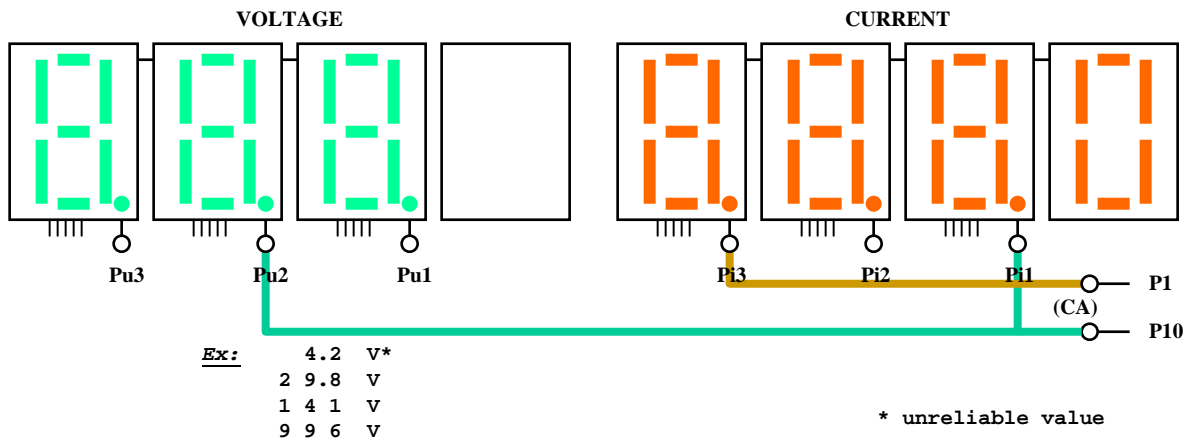 VOLTAGE CURRENT
Pu3 Pu2 Pu1 Pi3 Pi2 Pi1
P1
(CA)
P10
Ex: 4.2 V*
2 9.8 V
1 4 1 V
9 9 6 V
* unreliable value